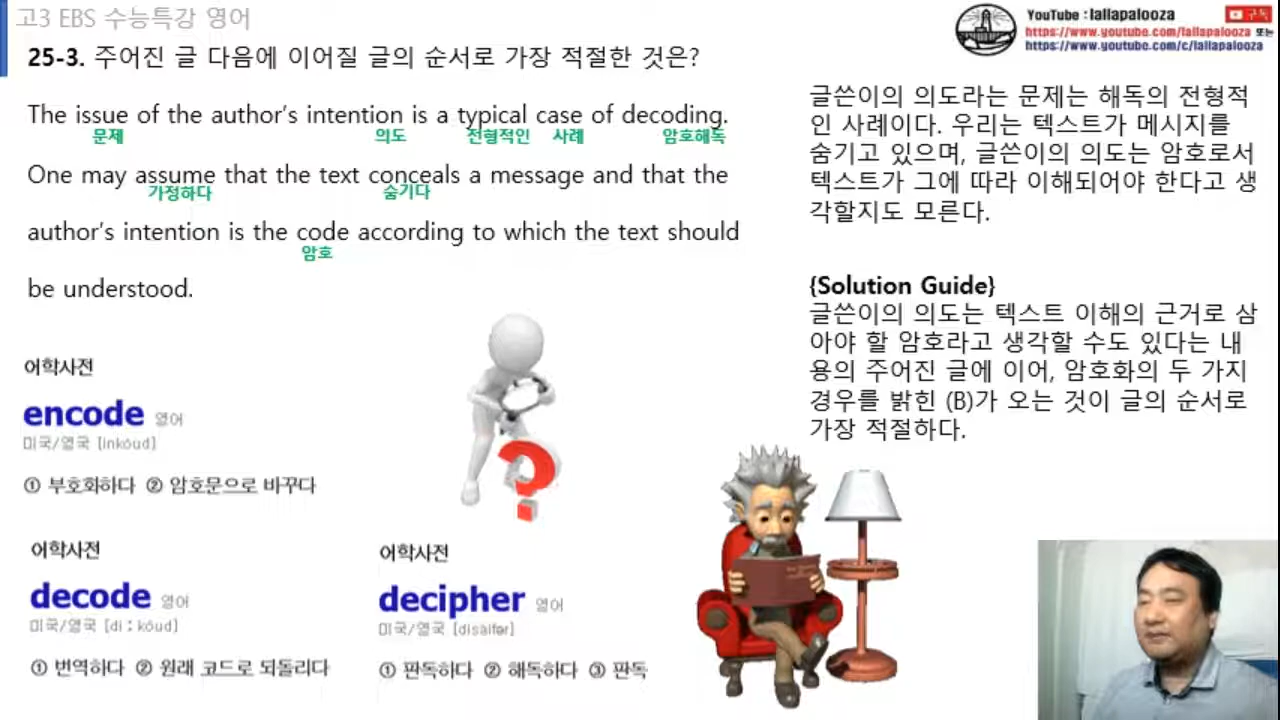 고3 EBS 수능특강 영어
YouTube : lallapalooza
구독
https://www.youtube.com/lallapalooza 또는
https://www.youtube.com/c/lallapalooza
25-3. 주어진 글 다음에 이어질 글의 순서로 가장 적절한 것은?
The issue of the author's intention is a typical case of decoding.
문제 의도 전형적인 사례 암호해독
One may assume that the text conceals a message and that the
가정하다 숨기다
author's intention is the code according to which the text should
암호
be understood.
글쓴이의 의도라는 문제는 해독의 전형적
인 사례이다. 우리는 텍스트가 메시지를
숨기고 있으며, 글쓴이의 의도는 암호로서
텍스트가 그에 따라 이해되어야 한다고 생
각할지도 모른다.
{Solution Guide}
글쓴이의 의도는 텍스트 이해의 근거로 삼
아야 할 암호라고 생각할 수도 있다는 내
용의 주어진 글에 이어, 암호화의 두 가지
경우를 밝힌 (B)가 오는 것이 글의 순서로
가장 적절하다.
어학사전
encode 영어
미국/영국 [inkóud]
① 부호화하다 ② 암호문으로 바꾸다
어학사전
decode 영어
미국/영국 [diːkóud]
① 번역하다 ② 원래 코드로 되돌리다
어학사전
decipher 영어
미국/영국 [disáifər]
① 판독하다 ② 해독하다 ③ 판독